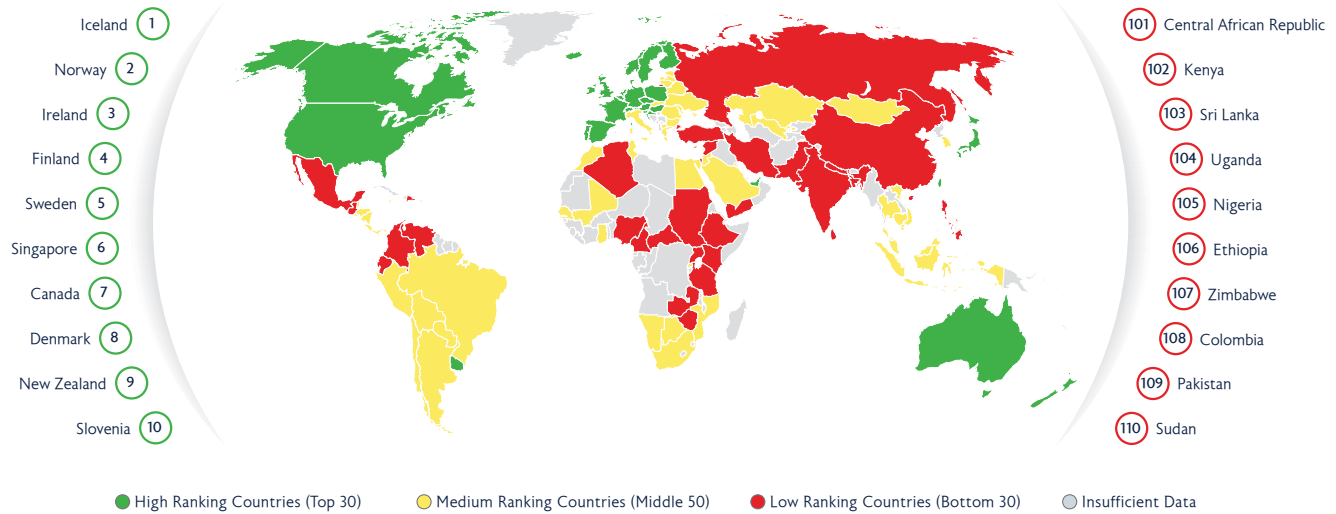 Iceland 1
Norway 2
Ireland 3
Finland 4
Sweden 5
Singapore 6
Canada 7
Denmark 8
New Zealand 9
Slovenia 10
101 Central African Republic
102 Kenya
103 Sri Lanka
104 Uganda
105 Nigeria
106 Ethiopia
107 Zimbabwe
108 Colombia
109 Pakistan
110 Sudan
High Ranking Countries (Top 30)
Medium Ranking Countries (Middle 50)
Low Ranking Countries (Bottom 30)
Insufficient Data